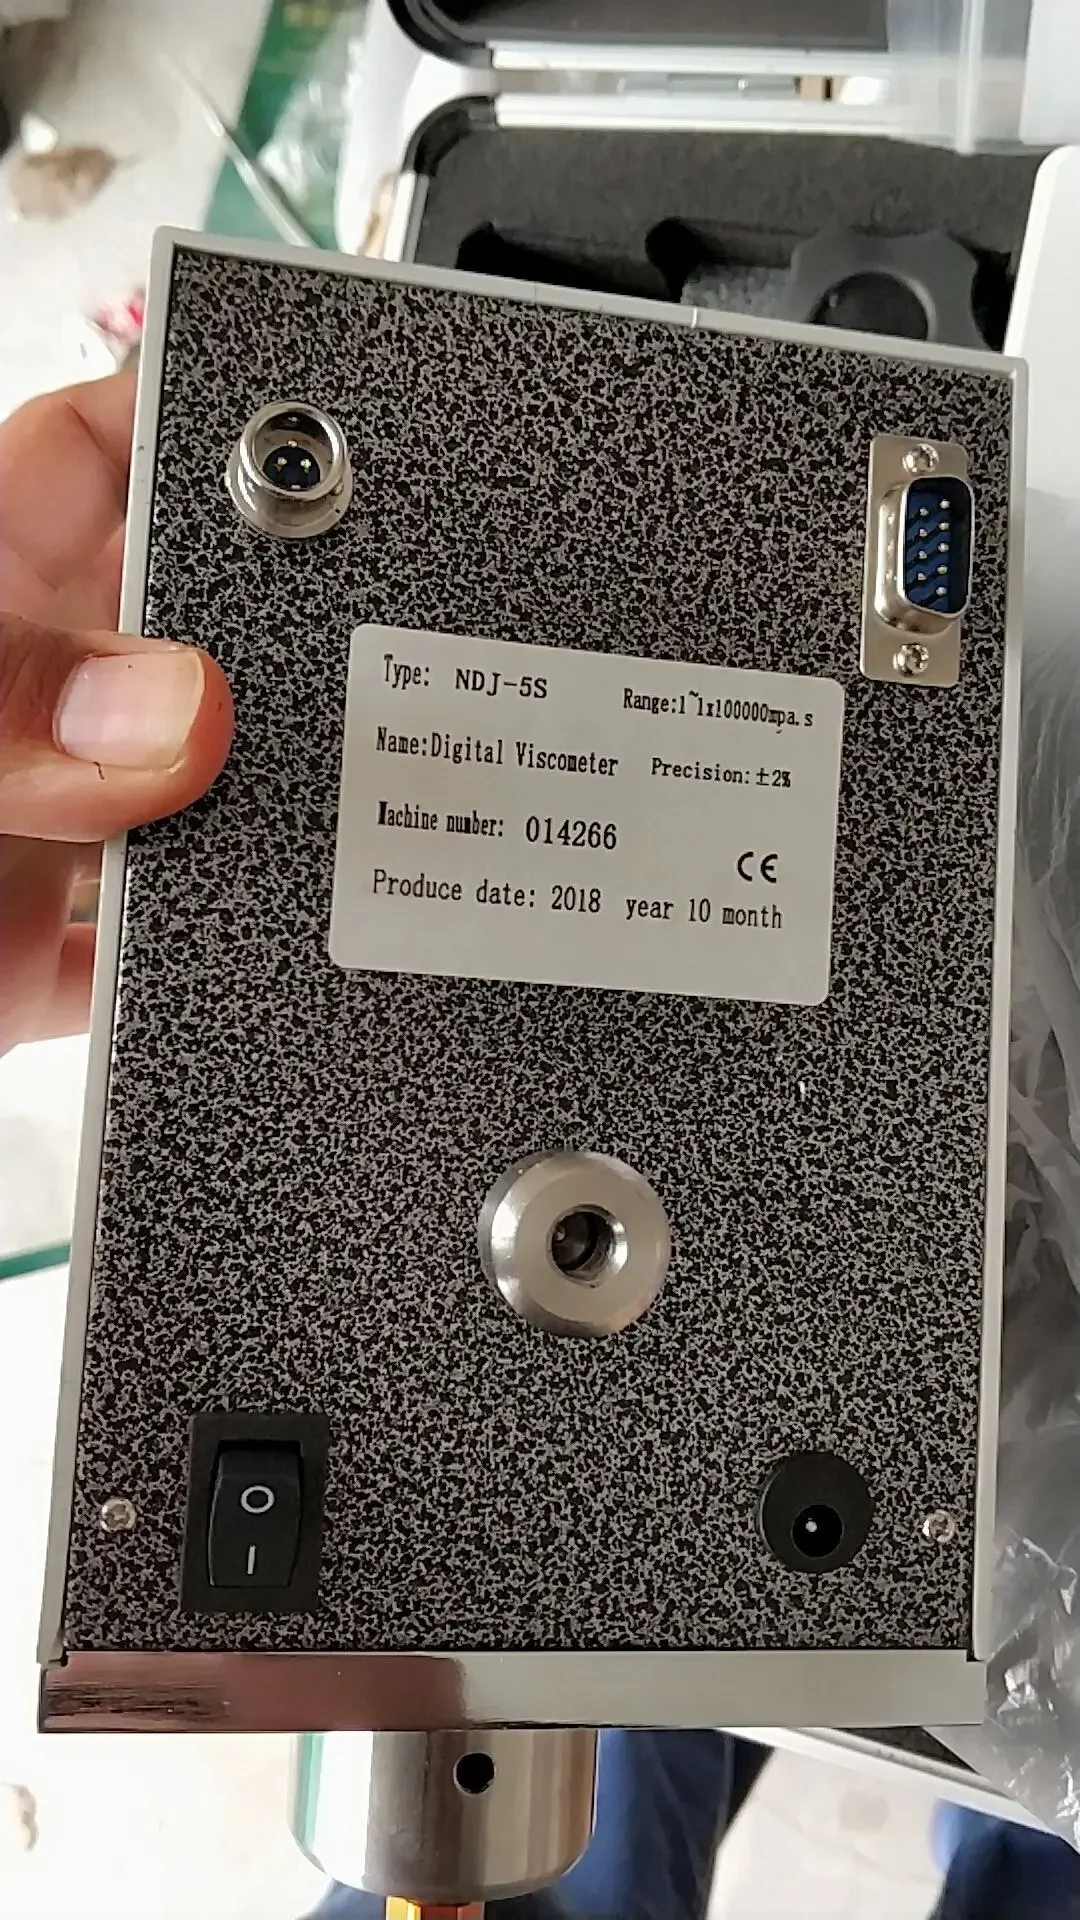 Type: NDJ-5S
Range:1~1x100000mpa.s
Name:Digital Viscometer
Precision:±2%
Machine number: 014266
CE
Produce date: 2018 year 10 month
O
I